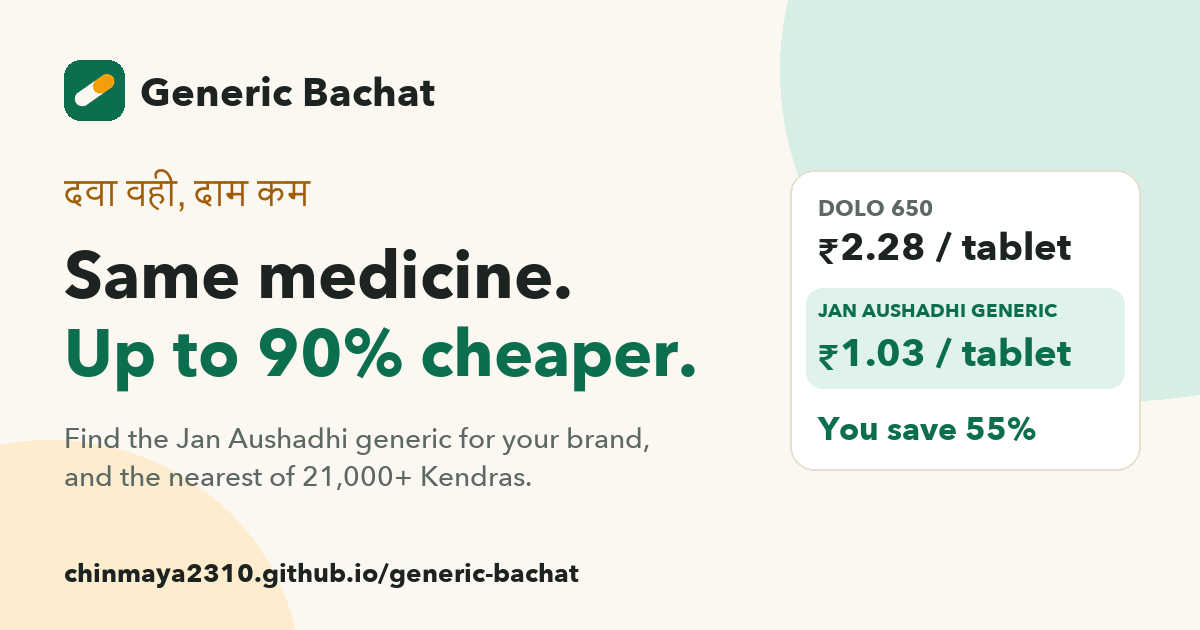 Generic Bachat
दवा वही, दाम कम
Same medicine.
Up to 90% cheaper.
Find the Jan Aushadhi generic for your brand,
and the nearest of 21,000+ Kendras.
chinmaya2310.github.io/generic-bachat
DOLO 650
₹2.28 / tablet
JAN AUSHADHI GENERIC
₹1.03 / tablet
You save 55%